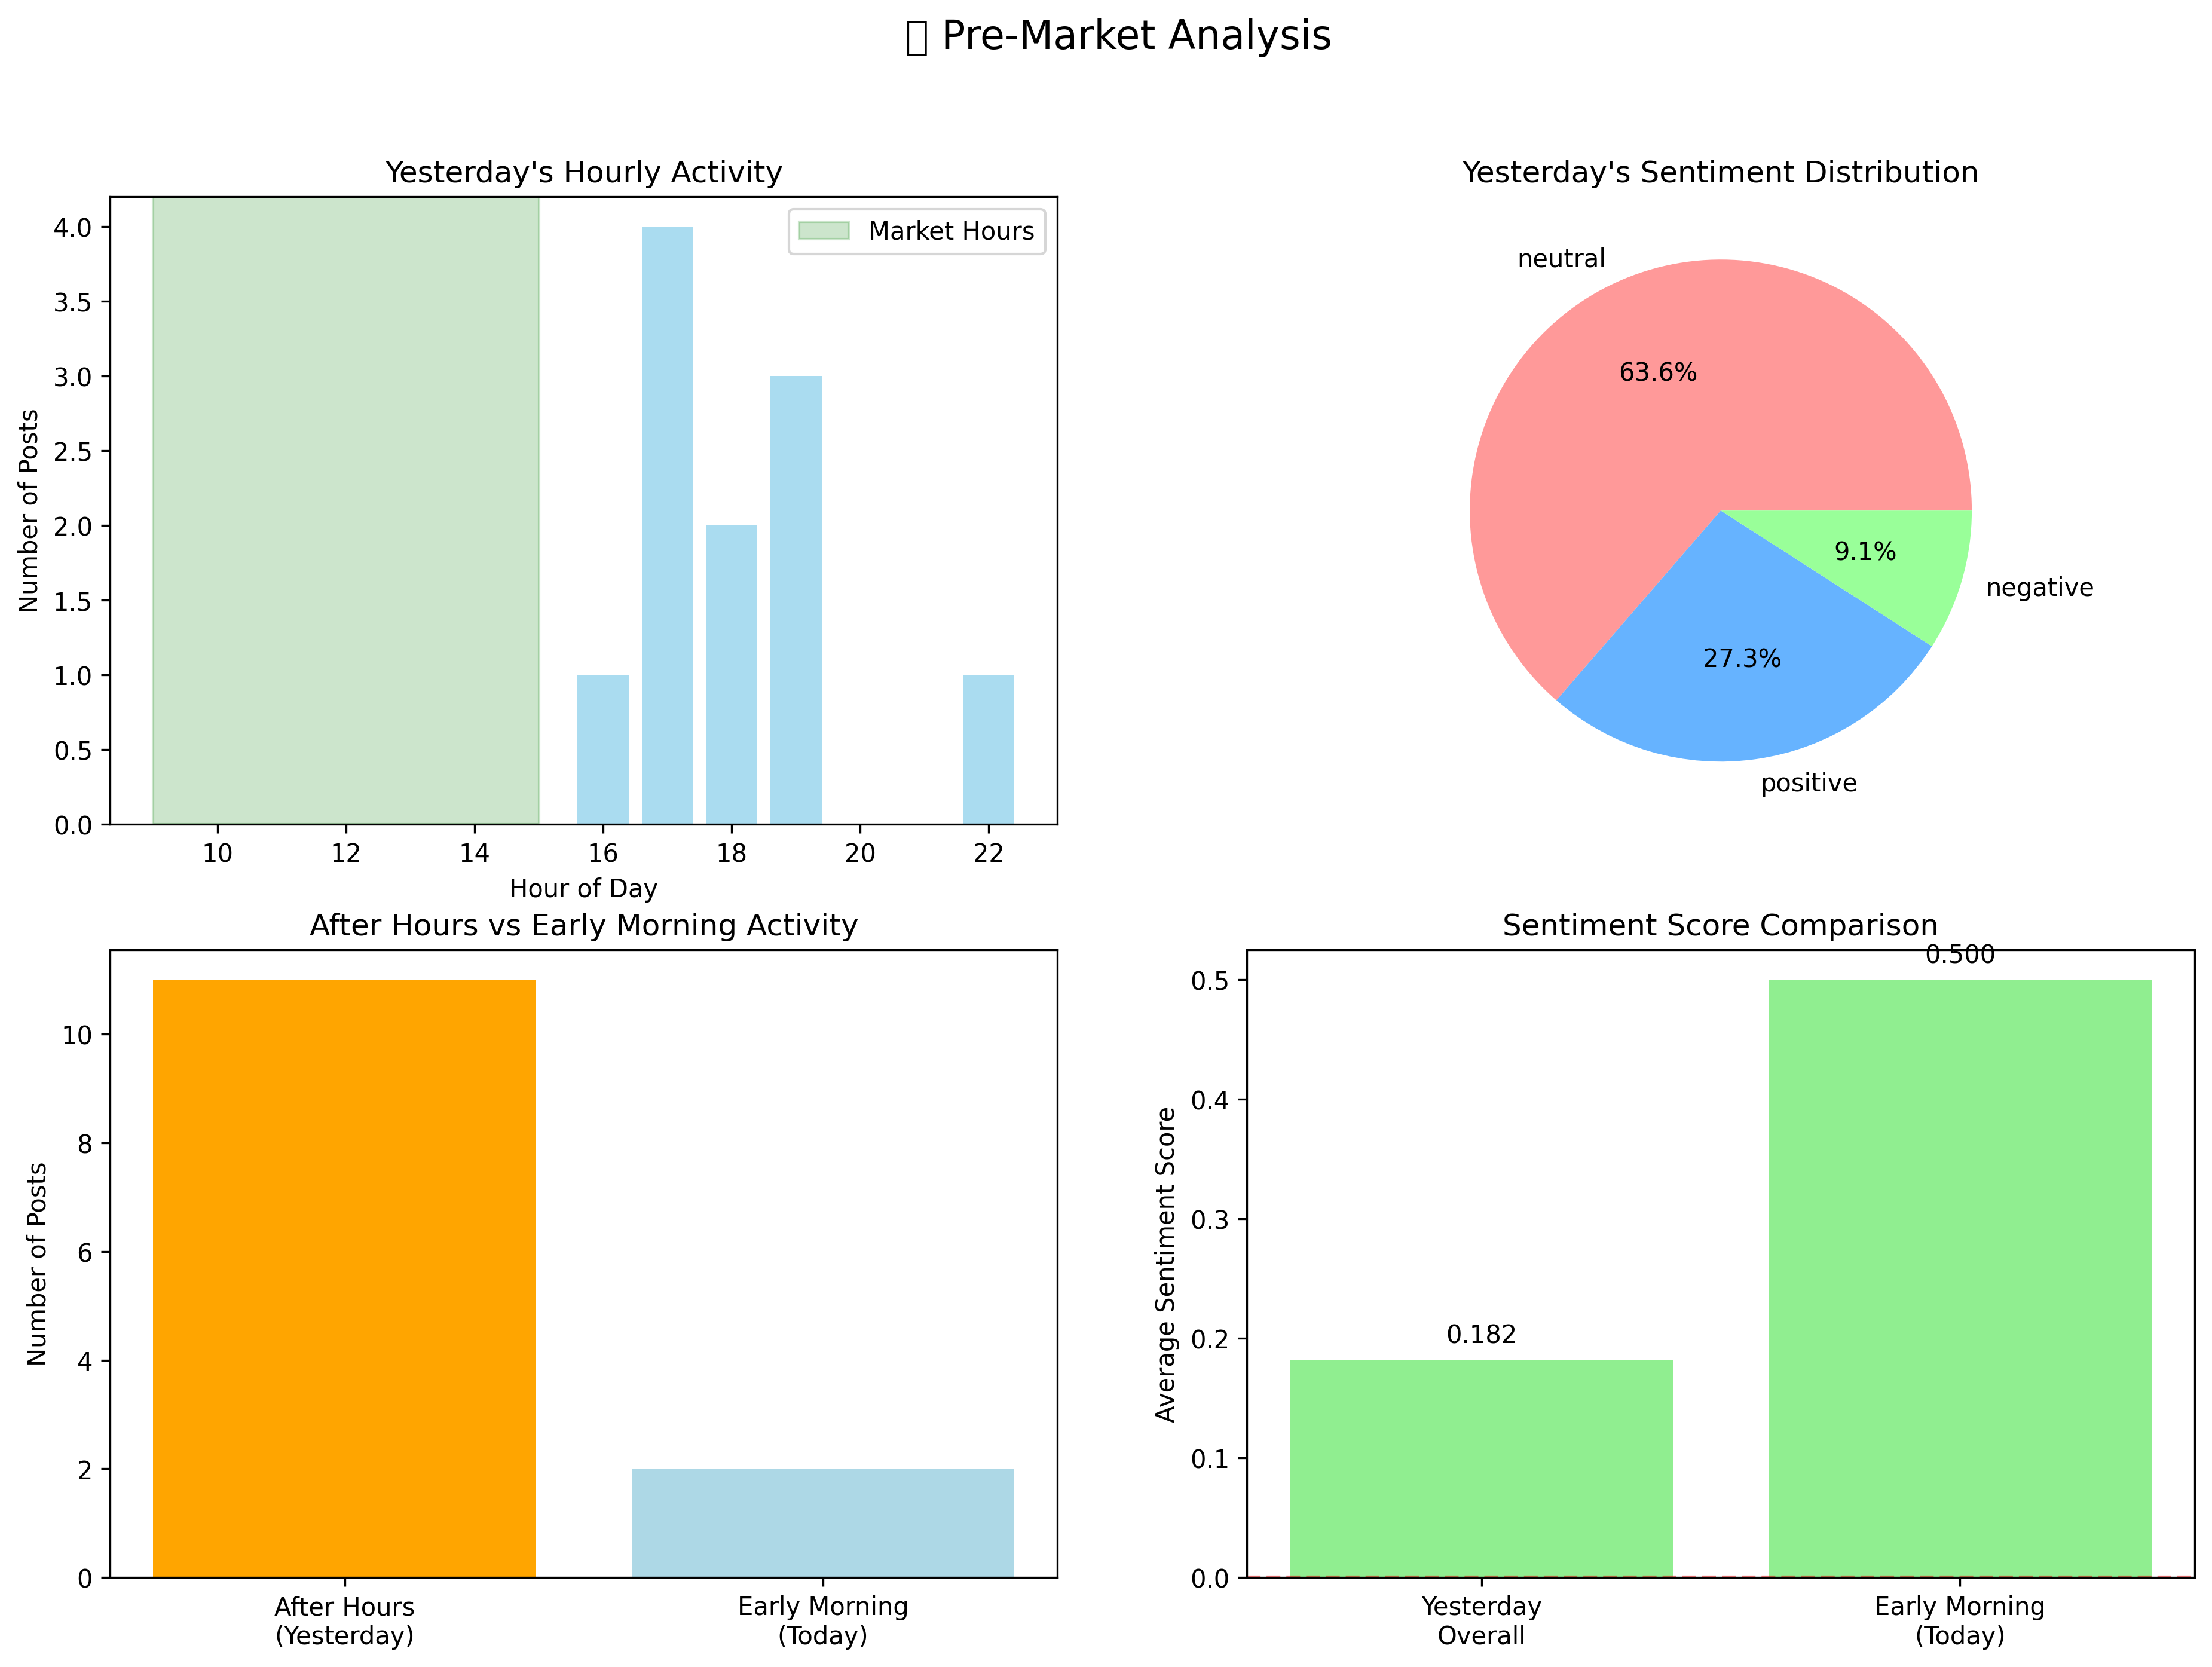 ▯ Pre-Market Analysis
Yesterday's Hourly Activity
Market Hours
Number of Posts
4.0
3.5
3.0
2.5
2.0
1.5
1.0
0.5
0.0
10 12 14 16 18 20 22
Hour of Day
Yesterday's Sentiment Distribution
neutral
63.6%
9.1%
negative
27.3%
positive
After Hours vs Early Morning Activity
Number of Posts
10
8
6
4
2
0
After Hours
(Yesterday)
Early Morning
(Today)
Sentiment Score Comparison
Average Sentiment Score
0.500
0.5
0.4
0.3
0.2
0.1
0.0
0.182
Yesterday
Overall
Early Morning
(Today)